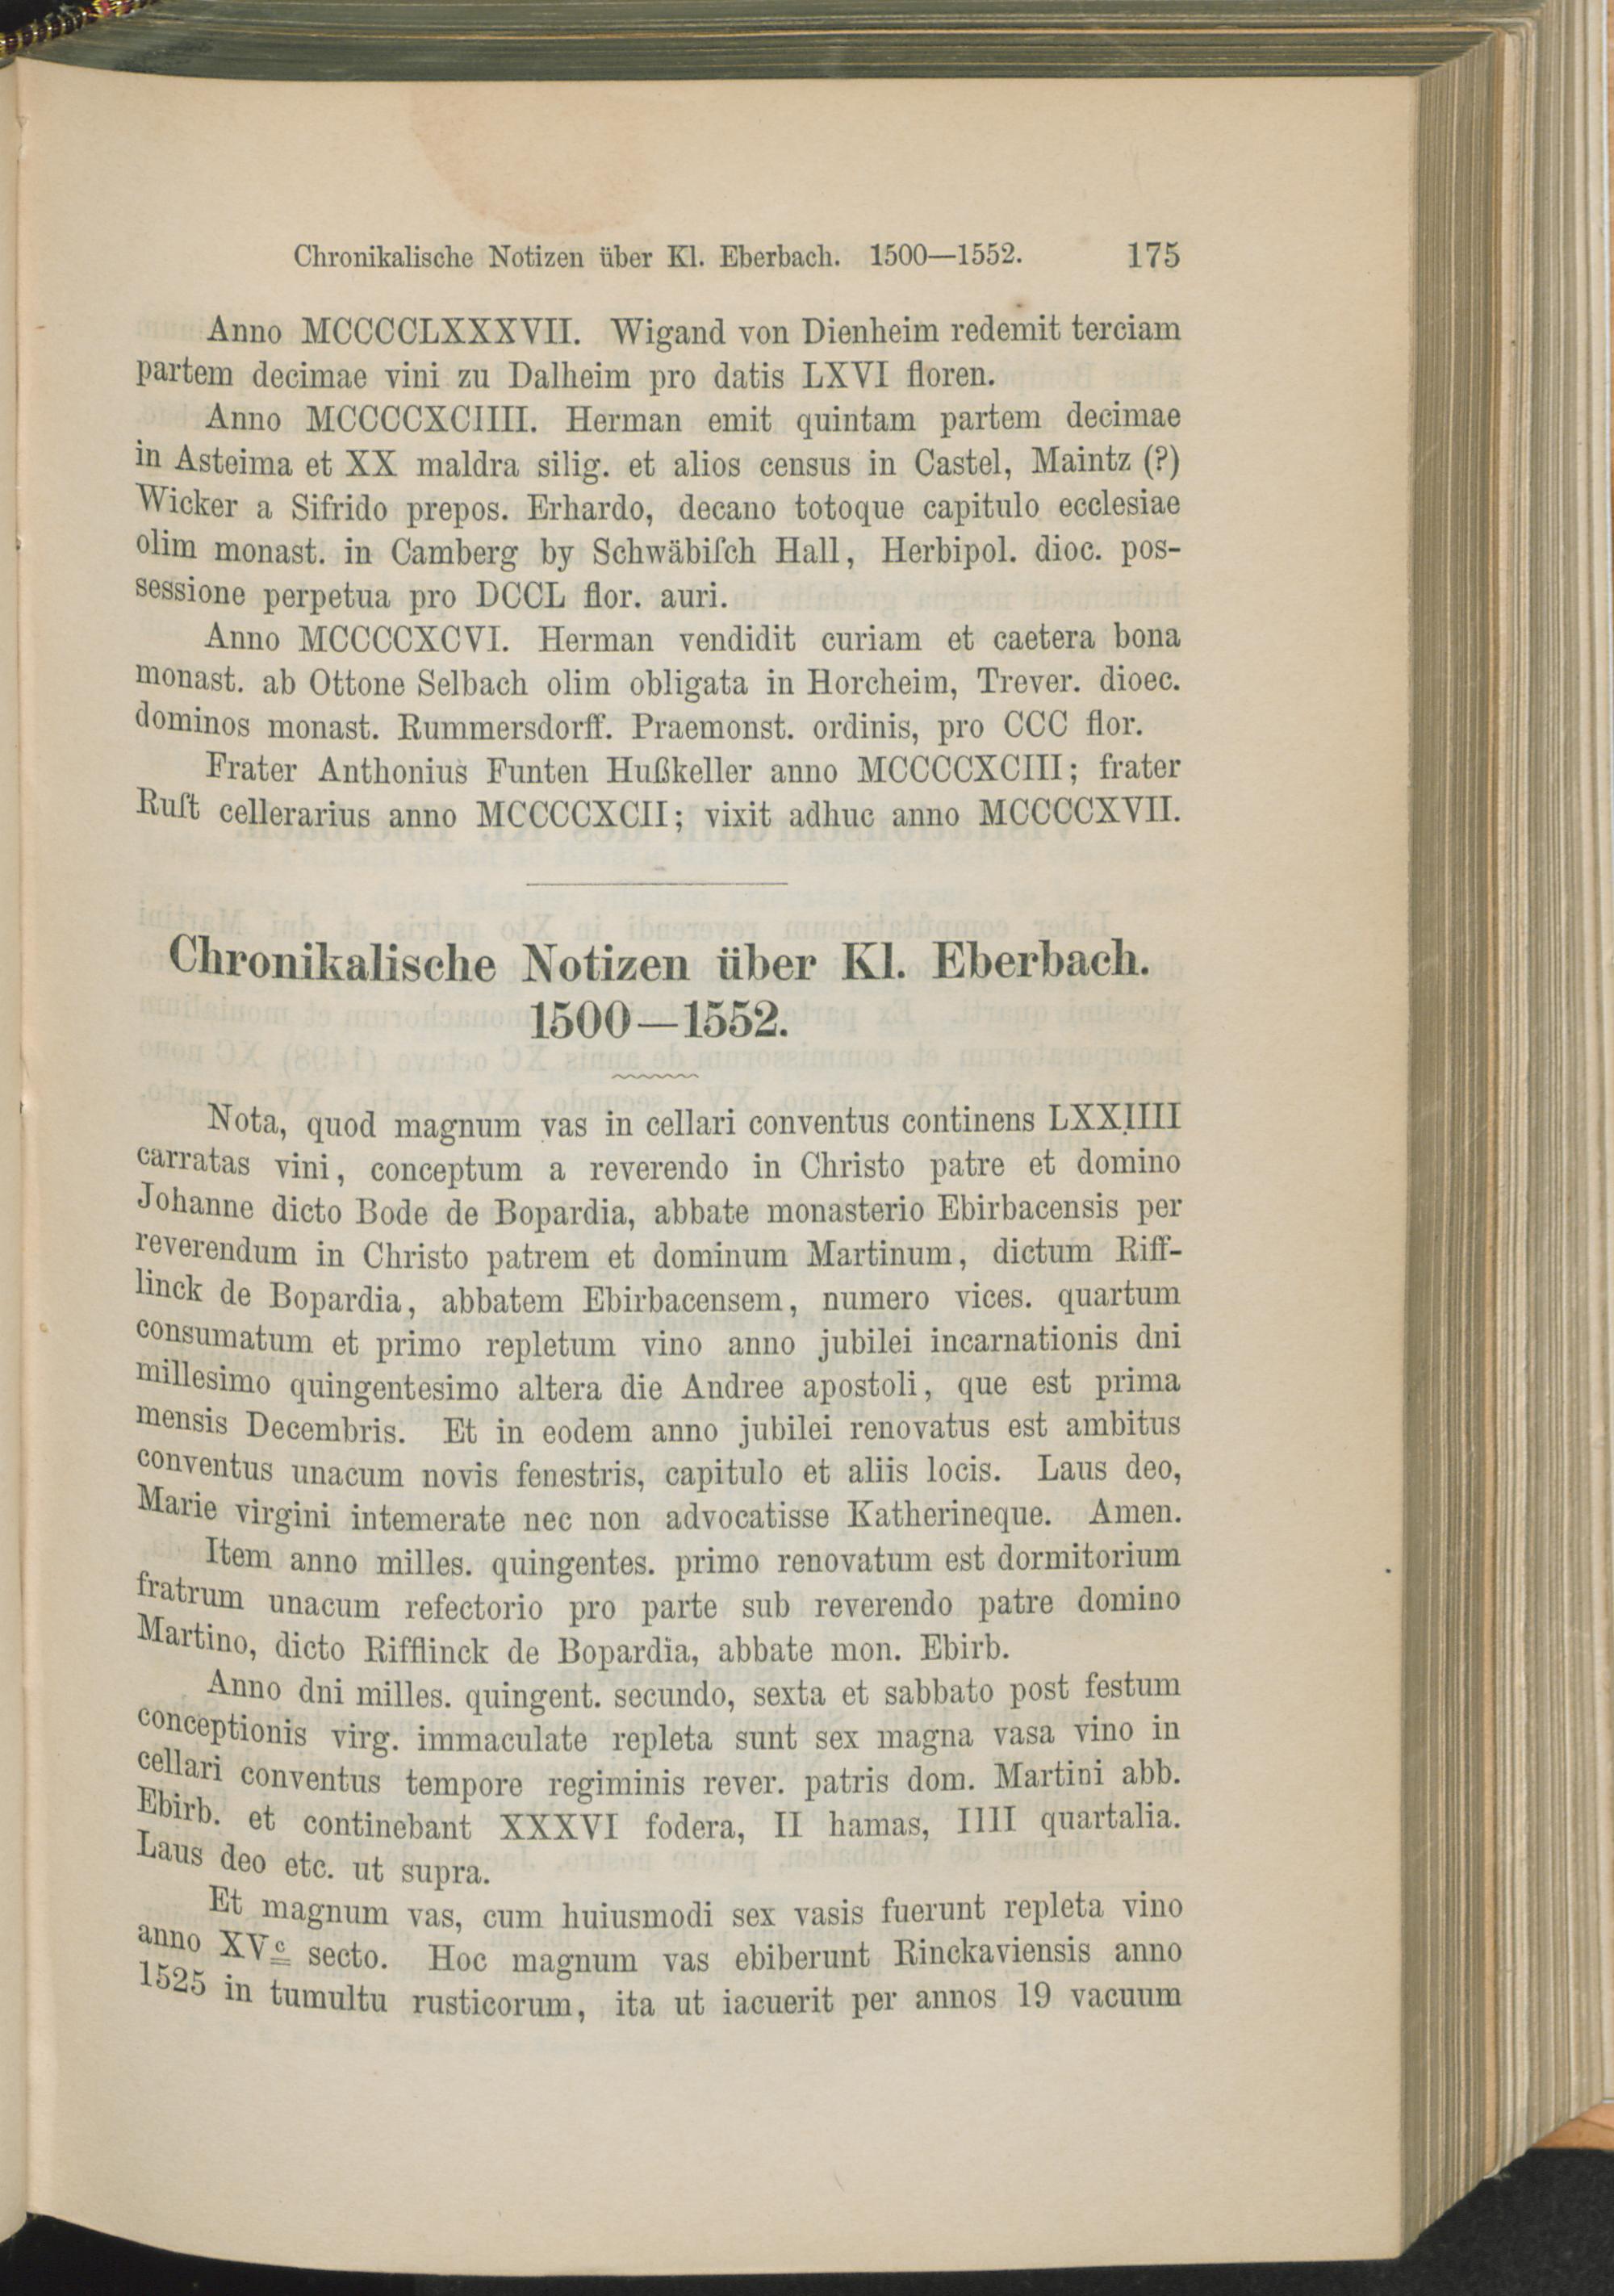 Chronikalische Notizen über Kl. Eberbach. 1500—1552. 175
Anno MCCCCLXXXVII. Wigand von Dienheim redemit terciam
partem decimae vini zu Dalheim pro datis LXVI floren.
Anno MCCCCXCIIII. Herman emit quintam partem decimae
in Asteima et XX maldra silig. et alios census in Castel, Maintz (?)
Wicker a Sifrido prepos. Erhardo, decano totoque capitulo ecclesiae
olim monast. in Camberg by Schwäbiſch Hall, Herbipol. dioc. pos-
sessione perpetua pro DCCL flor. auri.
Anno MCCCCXCVI. Herman vendidit curiam et caetera bona
monast. ab Ottone Selbach olim obligata in Horcheim, Trever. dioec.
dominos monast. Rummersdorff. Praemonst. ordinis, pro CCC flor.
Frater Anthonius Funten Hußkeller anno MCCCCXCIII; frater
Ruſt cellerarius anno MCCCCXCII; vixit adhuc anno MCCCCXVII.
Chronikalische Notizen über Kl. Eberbach.
1500—1552.
Nota, quod magnum vas in cellari conventus continens LXXIIII
carratas vini, conceptum a reverendo in Christo patre et domino
Johanne dicto Bode de Bopardia, abbate monasterio Ebirbacensis per
reverendum in Christo patrem et dominum Martinum, dictum Riff-
linck de Bopardia, abbatem Ebirbacensem, numero vices. quartum
consumatum et primo repletum vino anno jubilei incarnationis dni
millesimo quingentesimo altera die Andree apostoli, que est prima
mensis Decembris. Et in eodem anno jubilei renovatus est ambitus
conventus unacum novis fenestris, capitulo et aliis locis. Laus deo,
Marie virgini intemerate nec non advocatisse Katherineque. Amen.
Item anno milles. quingentes. primo renovatum est dormitorium
fratrum unacum refectorio pro parte sub reverendo patre domino
Martino, dicto Rifflinck de Bopardia, abbate mon. Ebirb.
Anno dni milles. quingent. secundo, sexta et sabbato post festum
conceptionis virg. immaculate repleta sunt sex magna vasa vino in
cellari conventus tempore regiminis rever. patris dom. Martini abb.
Ebirb. et continebant XXXVI fodera, II hamas, IIII quartalia.
Laus deo etc. ut supra.
Et magnum vas, cum huiusmodi sex vasis fuerunt repleta vino
anno XVc secto. Hoc magnum vas ebiberunt Rinckaviensis anno
1525 in tumultu rusticorum, ita ut iacuerit per annos 19 vacuum